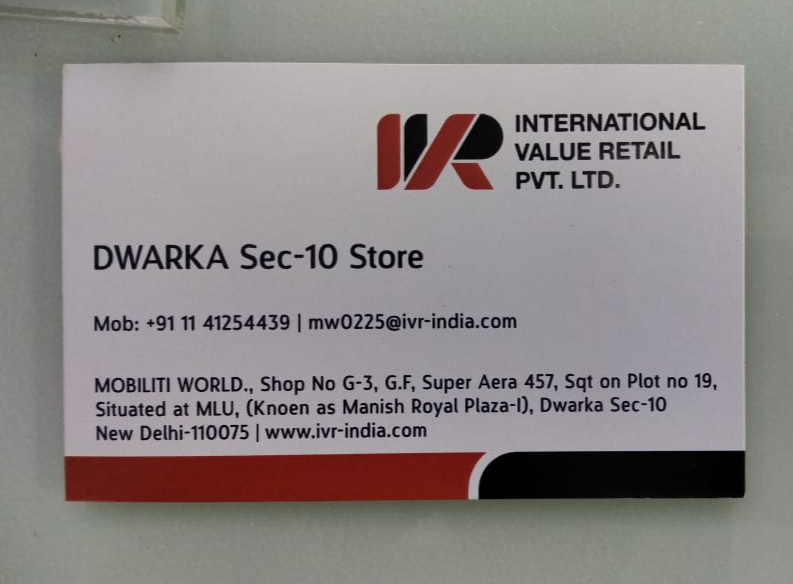 IVR
INTERNATIONAL
VALUE RETAIL
PVT. LTD.
DWARKA Sec-10 Store
Mob: +91 11 41254439 | mw0225@ivr-india.com
MOBILITI WORLD., Shop No G-3, G.F, Super Aera 457, Sqt on Plot no 19,
Situated at MLU, (Knoen as Manish Royal Plaza-I), Dwarka Sec-10
New Delhi-110075 | www.ivr-india.com